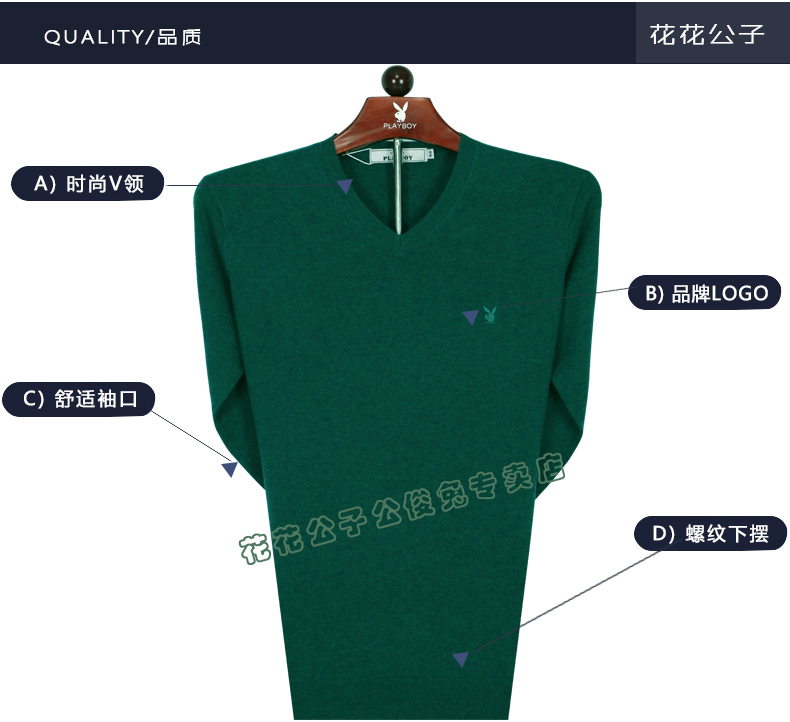 QUALITY/品质
花花公子
PLAYBOY
PLAYBOY
A) 时尚V领
B) 品牌LOGO
C) 舒适袖口
花花公子公俊兔专卖店
D) 螺纹下摆